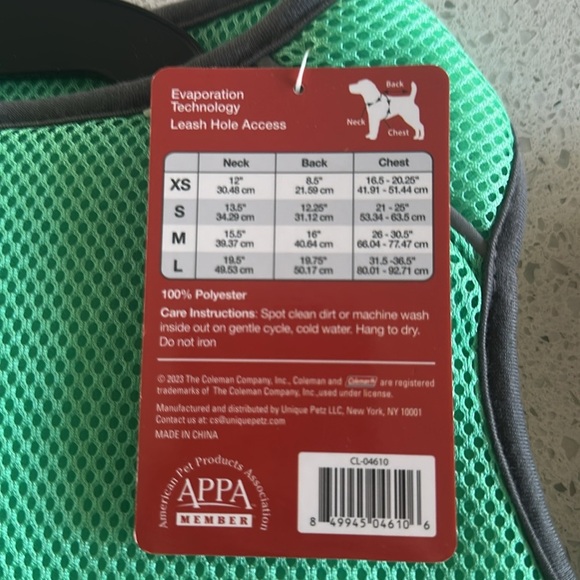 Evaporation
Technology
Leash Hole Access
Back
Neck
Chest
Neck Back Chest
XS 12" 8.5" 16.5 - 20.25"
30.48 cm 21.59 cm 41.91 - 51.44 cm
S 13.5" 12.25" 21 - 25"
34.29 cm 31.12 cm 53.34 - 63.5 cm
M 15.5" 16" 26 - 30.5"
39.37 cm 40.64 cm 66.04 - 77.47 cm
L 19.5" 19.75" 31.5 -36.5"
49.53 cm 50.17 cm 80.01 - 92.71 cm
100% Polyester
Care Instructions: Spot clean dirt or machine wash
inside out on gentle cycle, cold water. Hang to dry.
Do not iron
© 2023 The Coleman Company, Inc., Coleman and Coleman are registered
trademarks of The Coleman Company, Inc.,used under license.
Manufactured and distributed by Unique Petz LLC, New York, NY 10001
Contact us at: cs@uniquepetz.com
MADE IN CHINA
American Pet Products Association
APPA
MEMBER
CL-04610
8 49945 04610 6